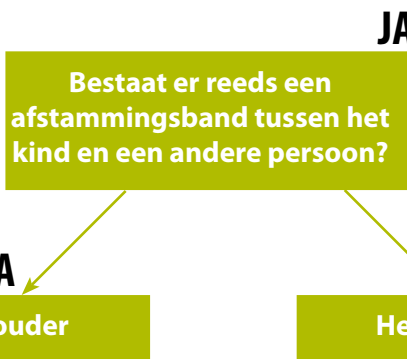 JA
Bestaat er reeds een
afstammingsband tussen het
kind en een andere persoon?
A
ouder
He